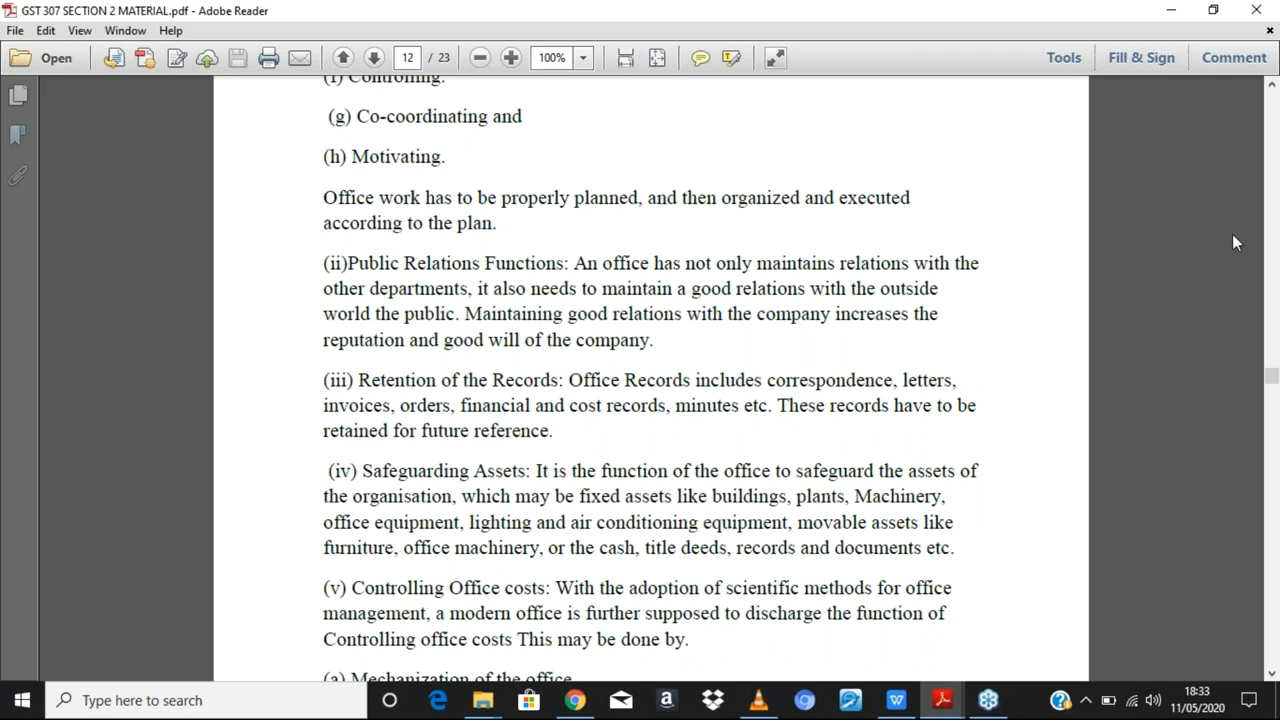 GST 307 SECTION 2 MATERIAL.pdf - Adobe Reader
File Edit View Window Help
Open 12 / 23 100% Tools Fill & Sign Comment
(f) Controlling.
(g) Co-coordinating and
(h) Motivating.
Office work has to be properly planned, and then organized and executed
according to the plan.
(ii)Public Relations Functions: An office has not only maintains relations with the
other departments, it also needs to maintain a good relations with the outside
world the public. Maintaining good relations with the company increases the
reputation and good will of the company.
(iii) Retention of the Records: Office Records includes correspondence, letters,
invoices, orders, financial and cost records, minutes etc. These records have to be
retained for future reference.
(iv) Safeguarding Assets: It is the function of the office to safeguard the assets of
the organisation, which may be fixed assets like buildings, plants, Machinery,
office equipment, lighting and air conditioning equipment, movable assets like
furniture, office machinery, or the cash, title deeds, records and documents etc.
(v) Controlling Office costs: With the adoption of scientific methods for office
management, a modern office is further supposed to discharge the function of
Controlling office costs This may be done by.
(a) Mechanization of the office
Type here to search
18:33
11/05/2020